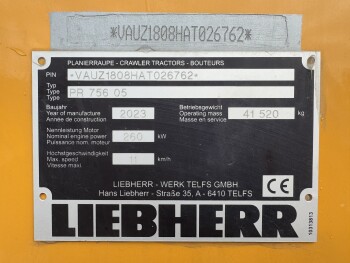 *VAUZ1808HAT026762*
PLANIERRAUPE - CRAWLER TRACTORS - BOUTEURS
PIN *VAUZ1808HAT026762*
Typ
Type
Type PR 756 05
Baujahr
Year of manufacture 2023
Année de construction
Betriebsgewicht
Operating mass 41 520 kg
Masse en service
Nennleistung Motor
Nominal engine power 260 kW
Puissance nom. moteur
Höchstgeschwindigkeit
Max. speed 11 km/h
Vitesse maxi
LIEBHERR - WERK TELFS GMBH
Hans Liebherr - Straße 35, A - 6410 TELFS
CE
LIEBHERR
10313813